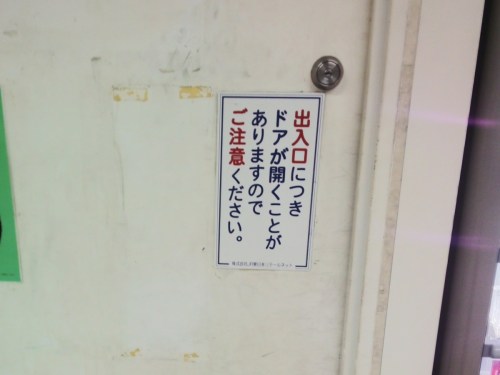 出入口につき
ドアが開くことが
ありますので
ご注意ください。